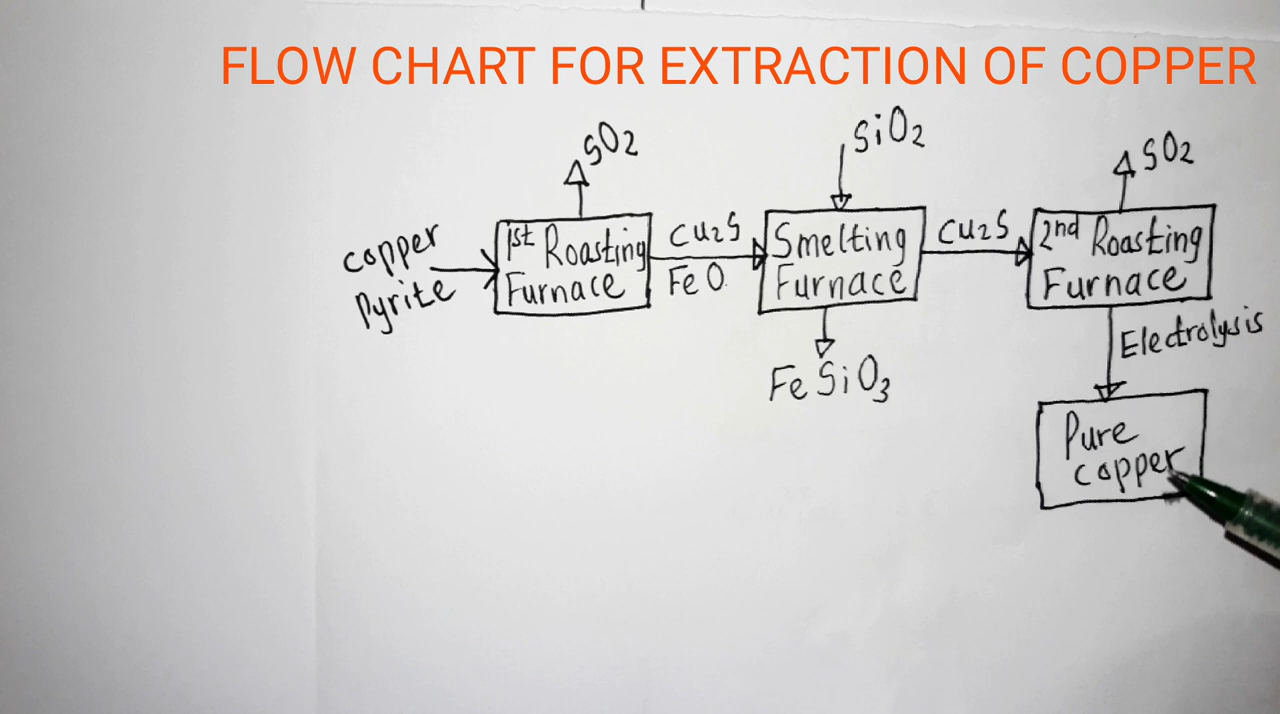 FLOW CHART FOR EXTRACTION OF COPPER
SO2
SiO2
SO2
copper
Pyrite
1st Roasting
Furnace
Cu2S
FeO
Smelting
Furnace
Cu2S
2nd Roasting
Furnace
FeSiO3
Electrolysis
Pure
copper